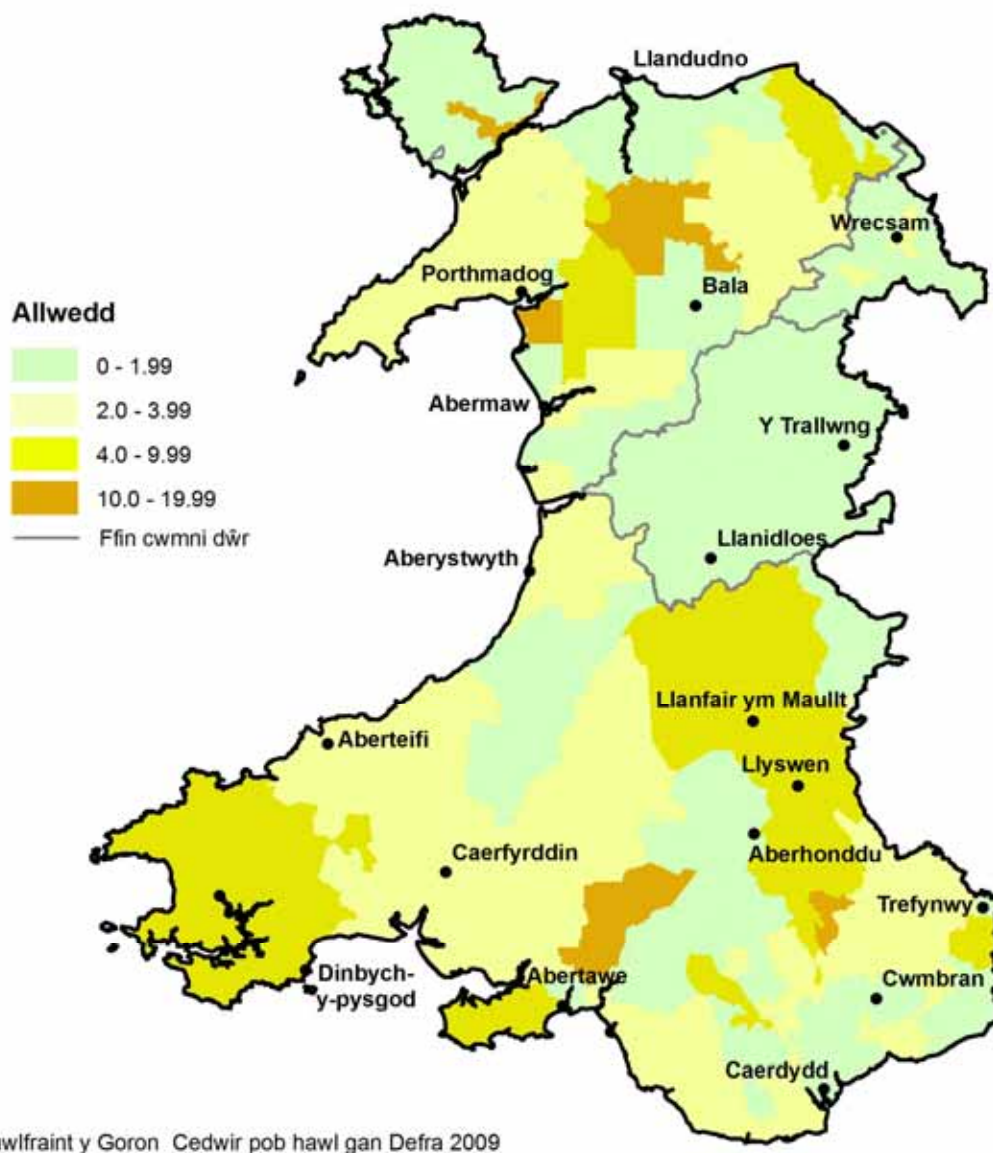 Llandudno
Wrecsam
Porthmadog
Bala
Allwedd
0 - 1.99
2.0 - 3.99
4.0 - 9.99
10.0 - 19.99
Ffin cwmni dŵr
Abermaw
Y Trallwng
Llanidloes
Aberystwyth
Llanfair ym Maullt
Aberteifi
Llyswen
Caerfyrddin
Aberhonddu
Trefynwy
Dinbych-
y-pysgod
Abertawe
Cwmbran
Caerdydd
y Goron Cedwir pob hawl gan Defra 2009